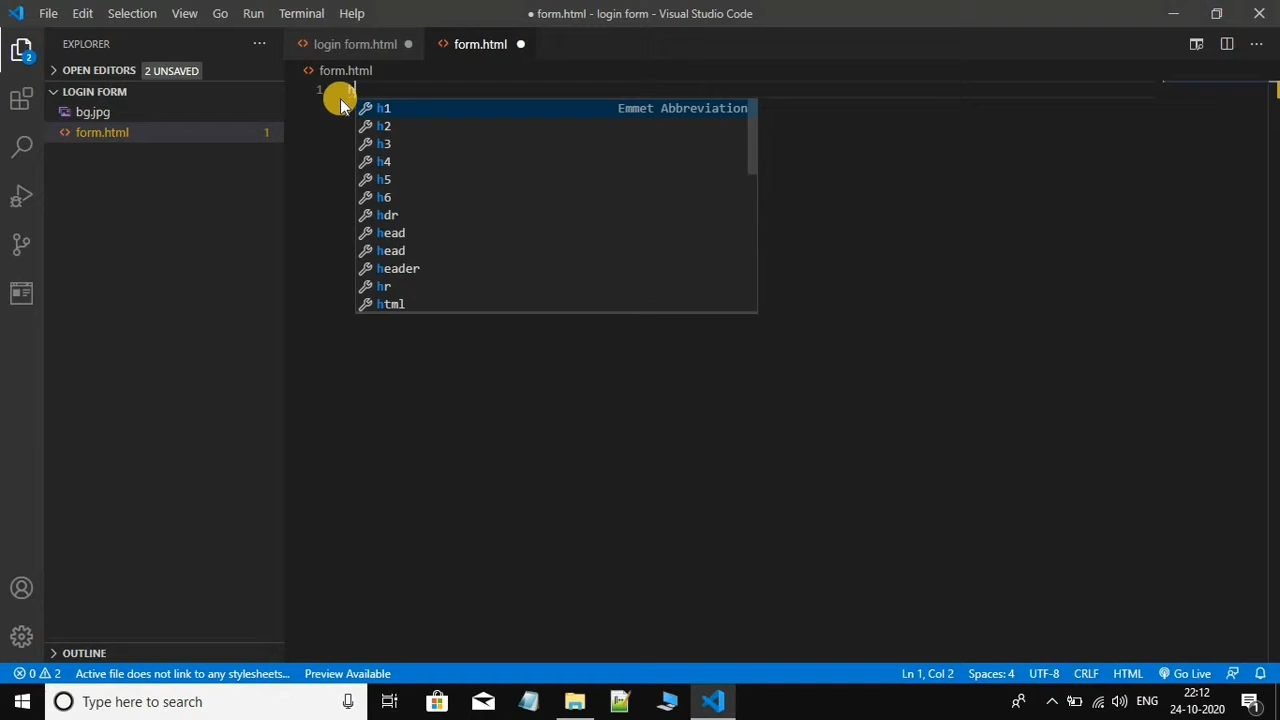 File Edit Selection View Go Run Terminal Help
● form.html - login form - Visual Studio Code
EXPLORER
login form.html
form.html
OPEN EDITORS 2 UNSAVED
form.html
LOGIN FORM
1 h
bg.jpg
form.html 1
h1 Emmet Abbreviation
h2
h3
h4
h5
h6
hdr
head
head
header
hr
html
2
OUTLINE
0 2 Active file does not link to any stylesheets... Preview Available
Ln 1, Col 2 Spaces: 4 UTF-8 CRLF HTML Go Live
Type here to search
ENG
22:12
24-10-2020
1